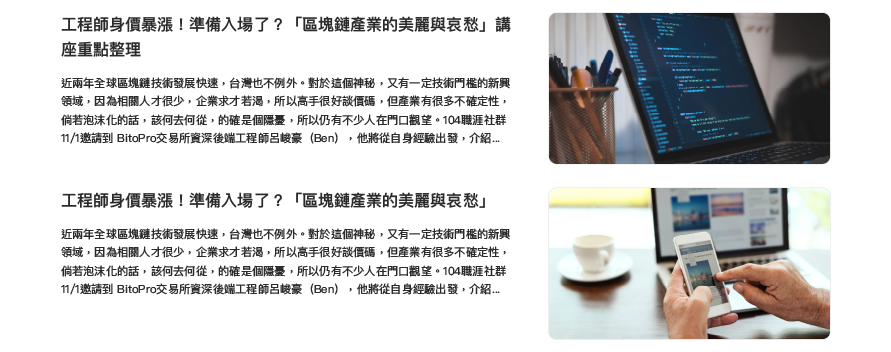 工程師身價暴漲！準備入場了？「區塊鏈產業的美麗與哀愁」講
座重點整理
近兩年全球區塊鏈技術發展快速，台灣也不例外。對於這個神秘，又有一定技術門檻的新興
領域，因為相關人才很少，企業求才若渴，所以高手很好談價碼，但產業有很多不確定性，
倘若泡沫化的話，該何去何從，的確是個隱憂，所以仍有不少人在門口觀望。104職涯社群
11/1邀請到 BitoPro交易所資深後端工程師呂峻豪（Ben），他將從自身經驗出發，介紹...
工程師身價暴漲！準備入場了？「區塊鏈產業的美麗與哀愁」
近兩年全球區塊鏈技術發展快速，台灣也不例外。對於這個神秘，又有一定技術門檻的新興
領域，因為相關人才很少，企業求才若渴，所以高手很好談價碼，但產業有很多不確定性，
倘若泡沫化的話，該何去何從，的確是個隱憂，所以仍有不少人在門口觀望。104職涯社群
11/1邀請到 BitoPro交易所資深後端工程師呂峻豪（Ben），他將從自身經驗出發，介紹...